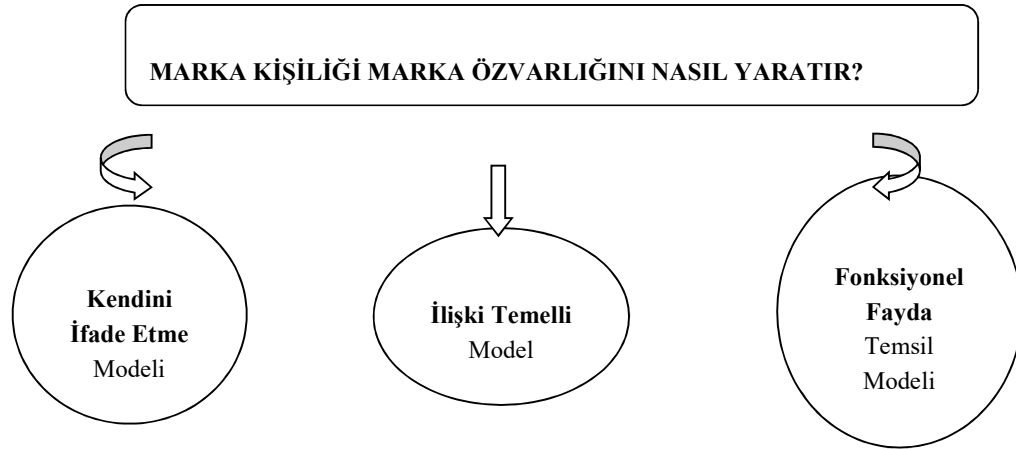 MARKA KİŞİLİĞİ MARKA ÖZVARLIĞINI NASIL YARATIR?
Kendini
İfade Etme
Modeli
İlişki Temelli
Model
Fonksiyonel
Fayda
Temsil
Modeli